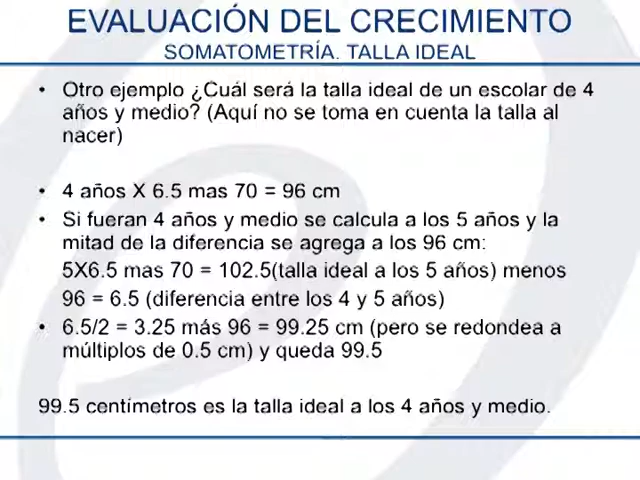 EVALUACIÓN DEL CRECIMIENTO
SOMATOMETRÍA. TALLA IDEAL
• Otro ejemplo ¿Cuál será la talla ideal de un escolar de 4
años y medio? (Aquí no se toma en cuenta la talla al
nacer)
• 4 años X 6.5 mas 70 = 96 cm
• Si fueran 4 años y medio se calcula a los 5 años y la
mitad de la diferencia se agrega a los 96 cm:
5X6.5 mas 70 = 102.5(talla ideal a los 5 años) menos
96 = 6.5 (diferencia entre los 4 y 5 años)
• 6.5/2 = 3.25 más 96 = 99.25 cm (pero se redondea a
múltiplos de 0.5 cm) y queda 99.5
99.5 centímetros es la talla ideal a los 4 años y medio.